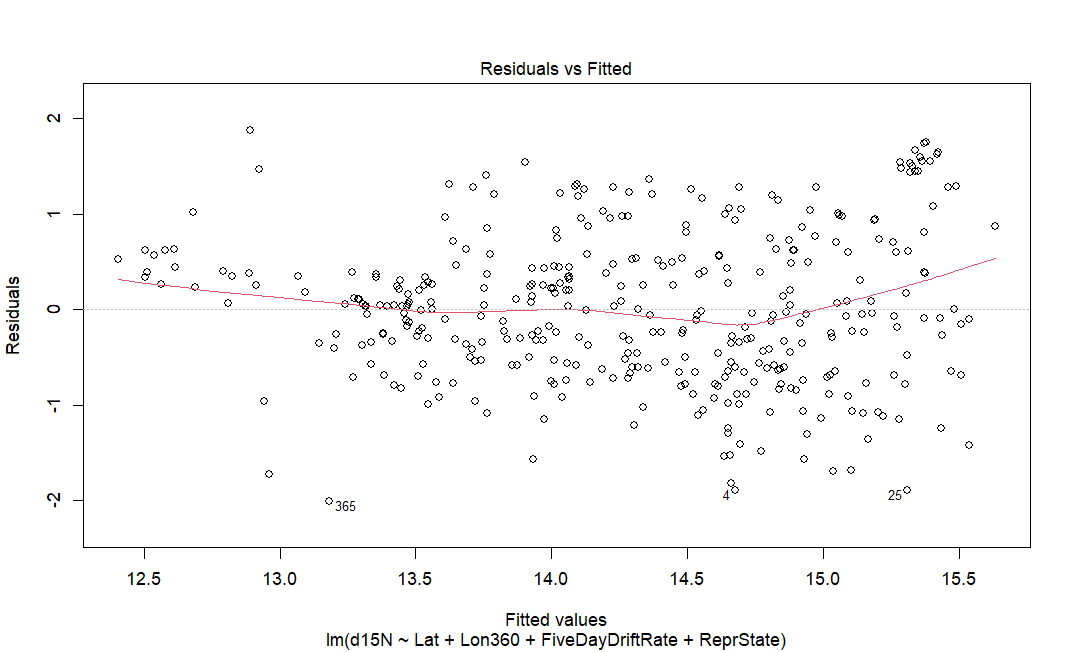 Residuals vs Fitted
Residuals
2
1
0
-1
-2
365
4
25
12.5 13.0 13.5 14.0 14.5 15.0 15.5
Fitted values
lm(d15N ~ Lat + Lon360 + FiveDayDriftRate + ReprState)